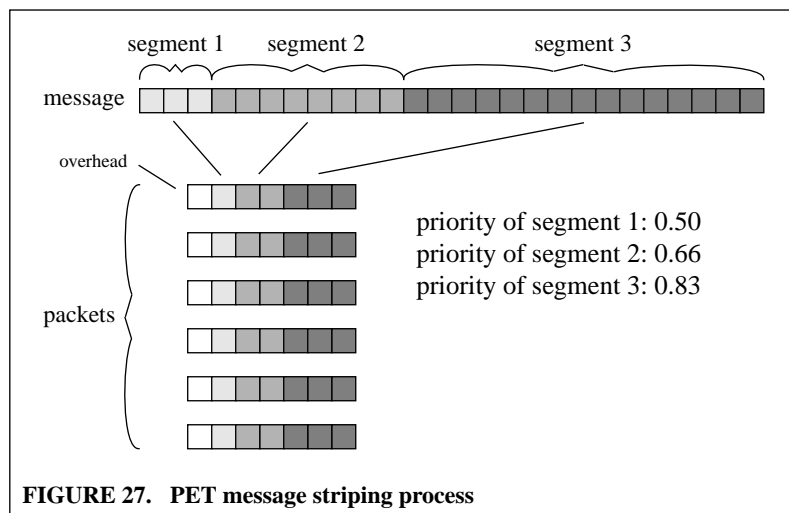 segment 1 segment 2 segment 3
message
overhead
packets
priority of segment 1: 0.50
priority of segment 2: 0.66
priority of segment 3: 0.83
FIGURE 27. PET message striping process